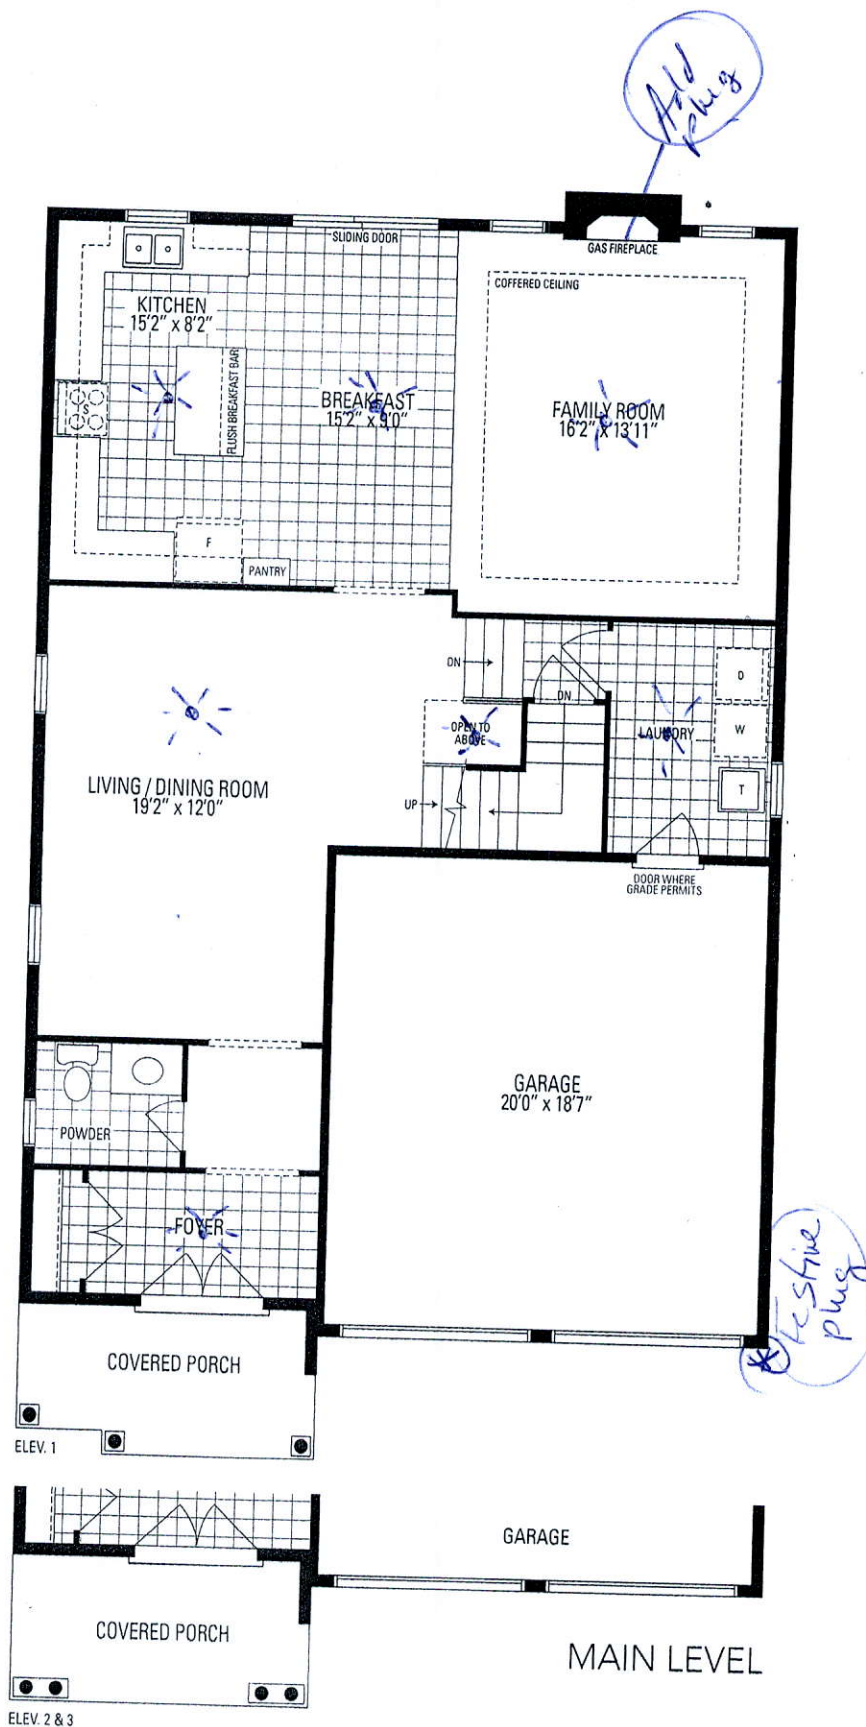 Add
plug
SLIDING DOOR
GAS FIREPLACE
COFFERED CEILING
KITCHEN
15'2" x 8'2"
FLUSH BREAKFAST BAR
BREAKFAST
15'2" x 9'0"
FAMILY ROOM
16'2" x 13'11"
S
F
PANTRY
DN
DN
D
OPEN TO
ABOVE
LAUNDRY
W
LIVING / DINING ROOM
19'2" x 12'0"
T
UP
DOOR WHERE
GRADE PERMITS
GARAGE
20'0" x 18'7"
POWDER
FOYER
Festive
plug
COVERED PORCH
ELEV. 1
GARAGE
COVERED PORCH
MAIN LEVEL
ELEV. 2 & 3